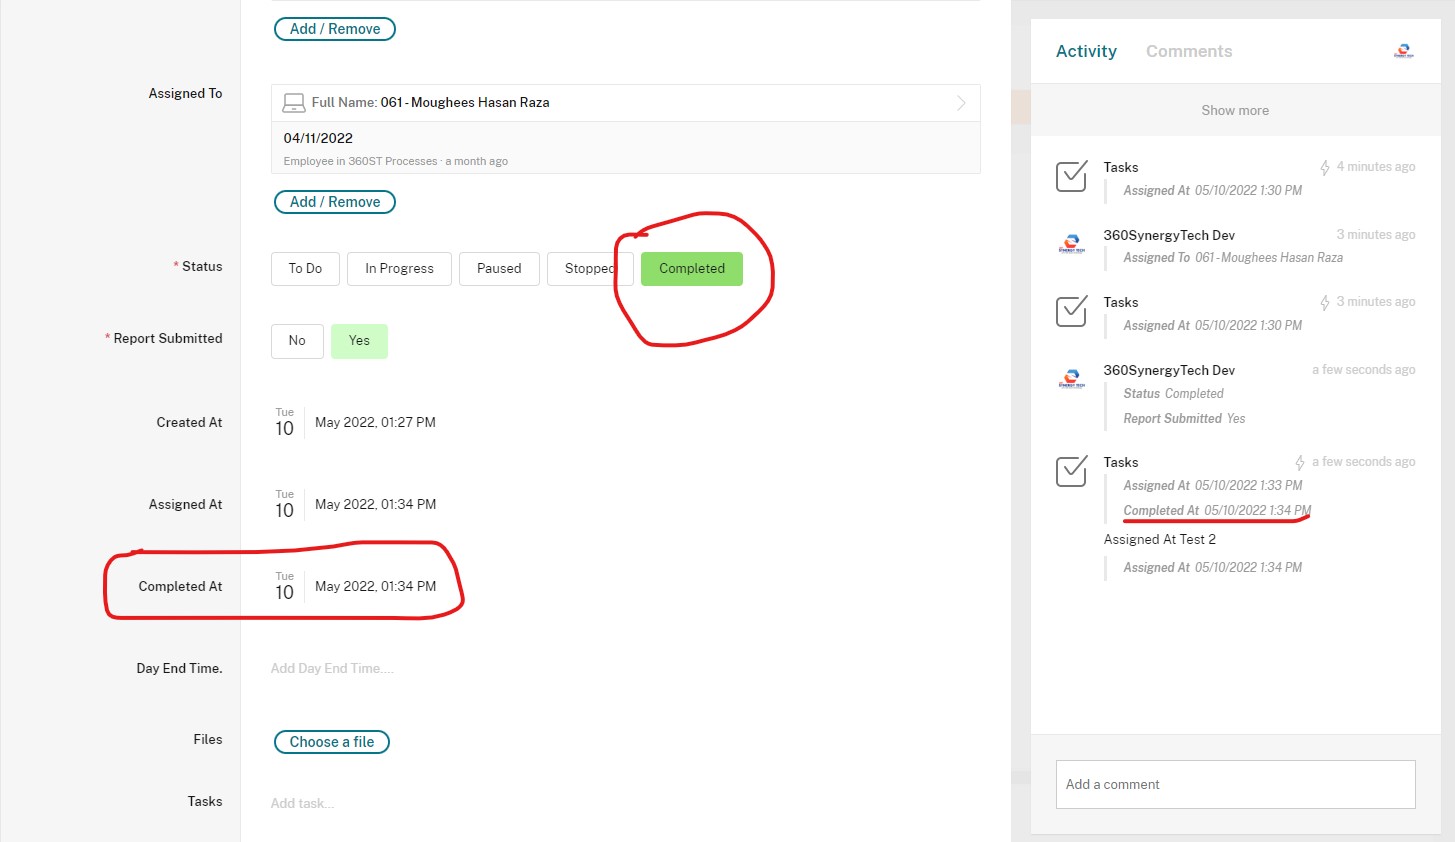 Add / Remove
Assigned To
Full Name: 061 - Moughees Hasan Raza
04/11/2022
Employee in 360ST Processes · a month ago
Add / Remove
* Status
To Do
In Progress
Paused
Stopped
Completed
* Report Submitted
No
Yes
Created At
Tue
10
May 2022, 01:27 PM
Assigned At
Tue
10
May 2022, 01:34 PM
Completed At
Tue
10
May 2022, 01:34 PM
Day End Time.
Add Day End Time....
Files
Choose a file
Tasks
Add task...
Activity
Comments
Show more
Tasks
4 minutes ago
Assigned At 05/10/2022 1:30 PM
360SynergyTech Dev
3 minutes ago
Assigned To 061 - Moughees Hasan Raza
Tasks
3 minutes ago
Assigned At 05/10/2022 1:30 PM
360SynergyTech Dev
a few seconds ago
Status Completed
Report Submitted Yes
Tasks
a few seconds ago
Assigned At 05/10/2022 1:33 PM
Completed At 05/10/2022 1:34 PM
Assigned At Test 2
Assigned At 05/10/2022 1:34 PM
Add a comment